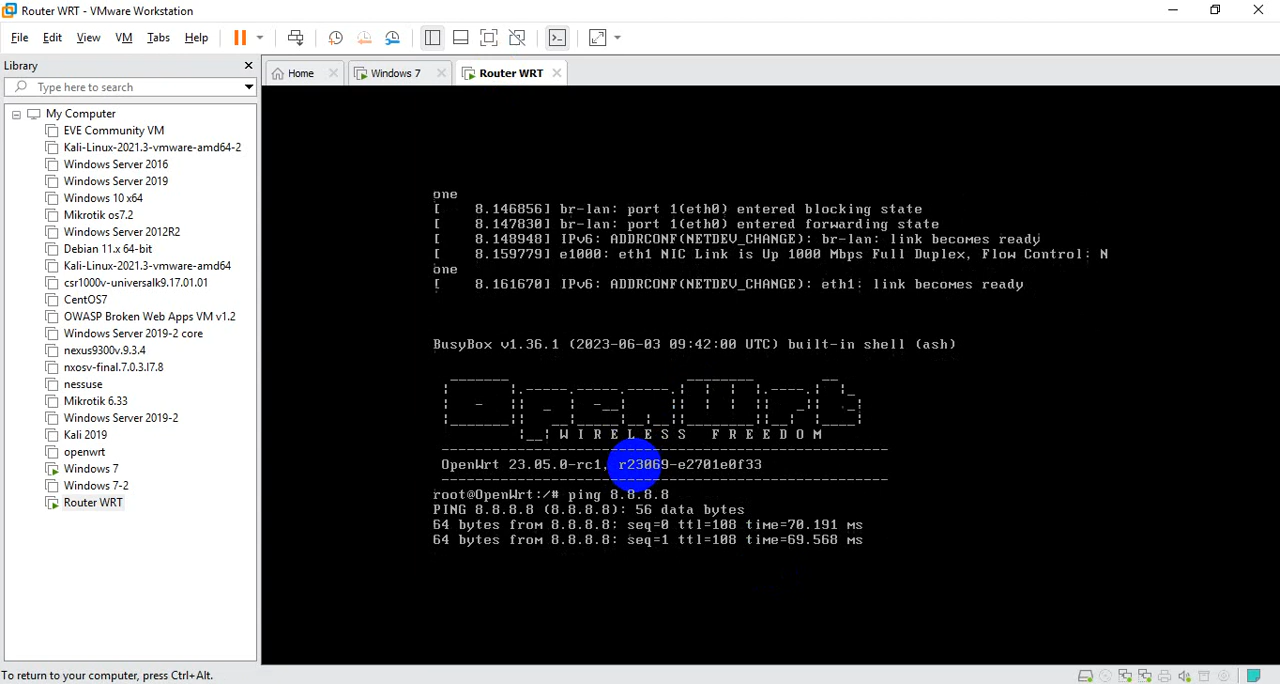 Router WRT - VMware Workstation
File Edit View VM Tabs Help
Library
Type here to search
Home
Windows 7
Router WRT
My Computer
EVE Community VM
Kali-Linux-2021.3-vmware-amd64-2
Windows Server 2016
Windows Server 2019
Windows 10 x64
Mikrotik os7.2
Windows Server 2012R2
Debian 11.x 64-bit
Kali-Linux-2021.3-vmware-amd64
csr1000v-universalk9.17.01.01
CentOS7
OWASP Broken Web Apps VM v1.2
Windows Server 2019-2 core
nexus9300v.9.3.4
nxosv-final.7.0.3.I7.8
nessuse
Mikrotik 6.33
Windows Server 2019-2
Kali 2019
openwrt
Windows 7
Windows 7-2
Router WRT
one
[ 8.146856] br-lan: port 1(eth0) entered blocking state
[ 8.147830] br-lan: port 1(eth0) entered forwarding state
[ 8.148948] IPv6: ADDRCONF(NETDEV_CHANGE): br-lan: link becomes ready
[ 8.159779] e1000: eth1 NIC Link is Up 1000 Mbps Full Duplex, Flow Control: N
one
[ 8.161670] IPv6: ADDRCONF(NETDEV_CHANGE): eth1: link becomes ready
BusyBox v1.36.1 (2023-06-03 09:42:00 UTC) built-in shell (ash)
OpenWrt
W I R E L E S S F R E E D O M
OpenWrt 23.05.0-rc1, r23069-e2701e0f33
root@OpenWrt:/# ping 8.8.8.8
PING 8.8.8.8 (8.8.8.8): 56 data bytes
64 bytes from 8.8.8.8: seq=0 ttl=108 time=70.191 ms
64 bytes from 8.8.8.8: seq=1 ttl=108 time=69.568 ms
To return to your computer, press Ctrl+Alt.